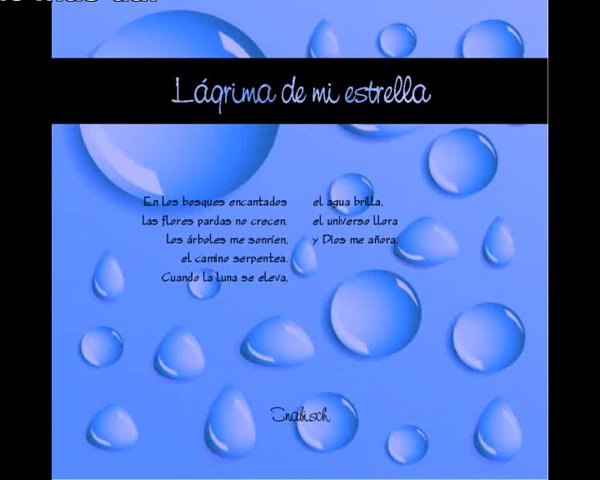 Lágrima de mi estrella
En los bosques encantados
las flores pardas no crecen,
los árboles me sonríen,
el camino serpentea.
Cuando la luna se eleva,
el agua brilla,
el universo llora
y Dios me añora.